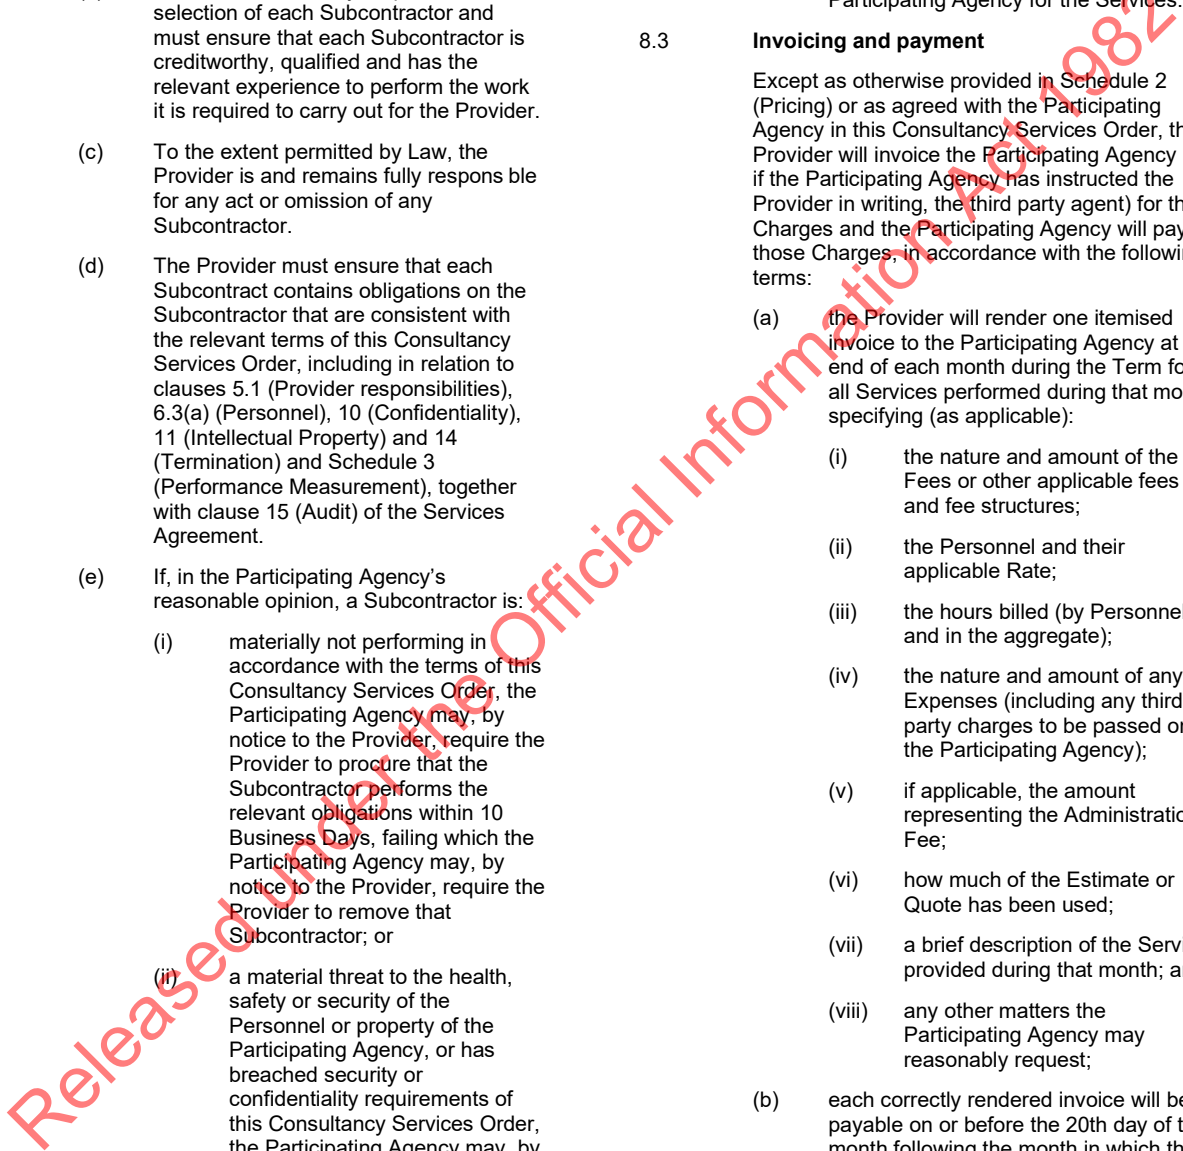 selection of each Subcontractor and
must ensure that each Subcontractor is
creditworthy, qualified and has the
relevant experience to perform the work
it is required to carry out for the Provider.
(c) To the extent permitted by Law, the
Provider is and remains fully respons ble
for any act or omission of any
Subcontractor.
(d) The Provider must ensure that each
Subcontract contains obligations on the
Subcontractor that are consistent with
the relevant terms of this Consultancy
Services Order, including in relation to
clauses 5.1 (Provider responsibilities),
6.3(a) (Personnel), 10 (Confidentiality),
11 (Intellectual Property) and 14
(Termination) and Schedule 3
(Performance Measurement), together
with clause 15 (Audit) of the Services
Agreement.
(e) If, in the Participating Agency's
reasonable opinion, a Subcontractor is:
(i) materially not performing in
accordance with the terms of this
Consultancy Services Order, the
Participating Agency may, by
notice to the Provider, require the
Provider to procure that the
Subcontractor performs the
relevant obligations within 10
Business Days, failing which the
Participating Agency may, by
notice to the Provider, require the
Provider to remove that
Subcontractor; or
(ii) a material threat to the health,
safety or security of the
Personnel or property of the
Participating Agency, or has
breached security or
confidentiality requirements of
this Consultancy Services Order,
the Participating Agency may, by
Participating Agency for the Services.
8.3 Invoicing and payment
Except as otherwise provided in Schedule 2
(Pricing) or as agreed with the Participating
Agency in this Consultancy Services Order,
Provider will invoice the Participating Agency
if the Participating Agency has instructed the
Provider in writing, the third party agent) for
Charges and the Participating Agency will pay
those Charges, in accordance with the
terms:
(a) the Provider will render one itemised
invoice to the Participating Agency at
end of each month during the Term
all Services performed during that
specifying (as applicable):
(i) the nature and amount of the
Fees or other applicable fees
and fee structures;
(ii) the Personnel and their
applicable Rate;
(iii) the hours billed (by Personnel
and in the aggregate);
(iv) the nature and amount of any
Expenses (including any third
party charges to be passed
the Participating Agency);
(v) if applicable, the amount
representing the
Fee;
(vi) how much of the Estimate or
Quote has been used;
(vii) a brief description of the
provided during that month;
(viii) any other matters the
Participating Agency may
reasonably request;
(b) each correctly rendered invoice will be
payable on or before the 20th day of
month following the month in which
Released under the Official Information Act 1982